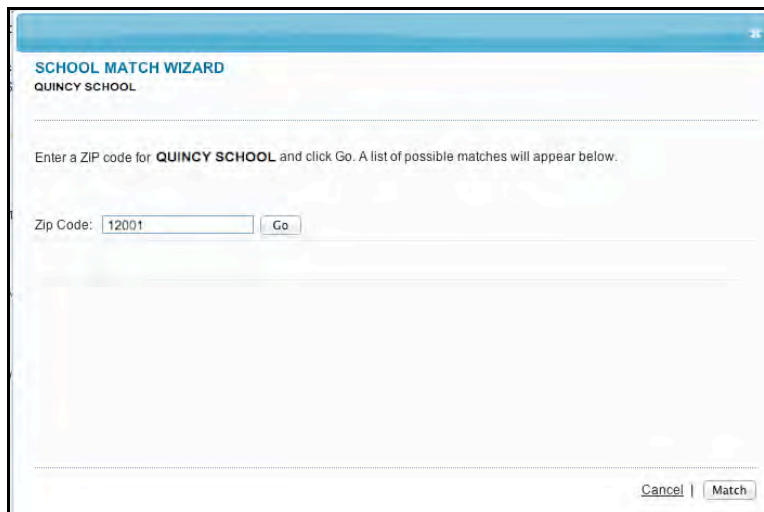 SCHOOL MATCH WIZARD
QUINCY SCHOOL
Enter a ZIP code for QUINCY SCHOOL and click Go. A list of possible matches will appear below.
Zip Code: 12001 Go
Cancel | Match